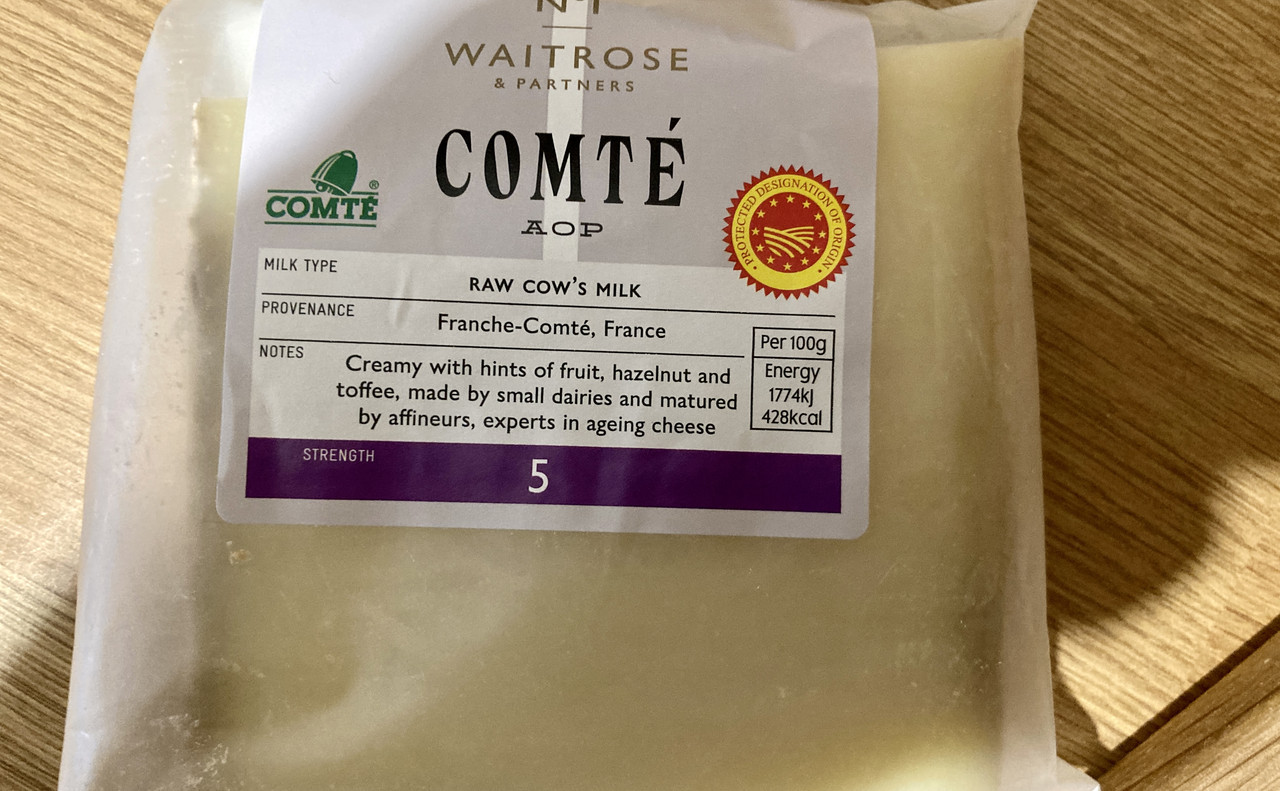 Nº1
WAITROSE
& PARTNERS
COMTÉ
AOP
COMTÉ®
PROTECTED DESIGNATION OF ORIGIN
MILK TYPE
RAW COW'S MILK
PROVENANCE
Franche-Comté, France
NOTES
Creamy with hints of fruit, hazelnut and
toffee, made by small dairies and matured
by affineurs, experts in ageing cheese
Per 100g
Energy
1774kJ
428kcal
STRENGTH
5